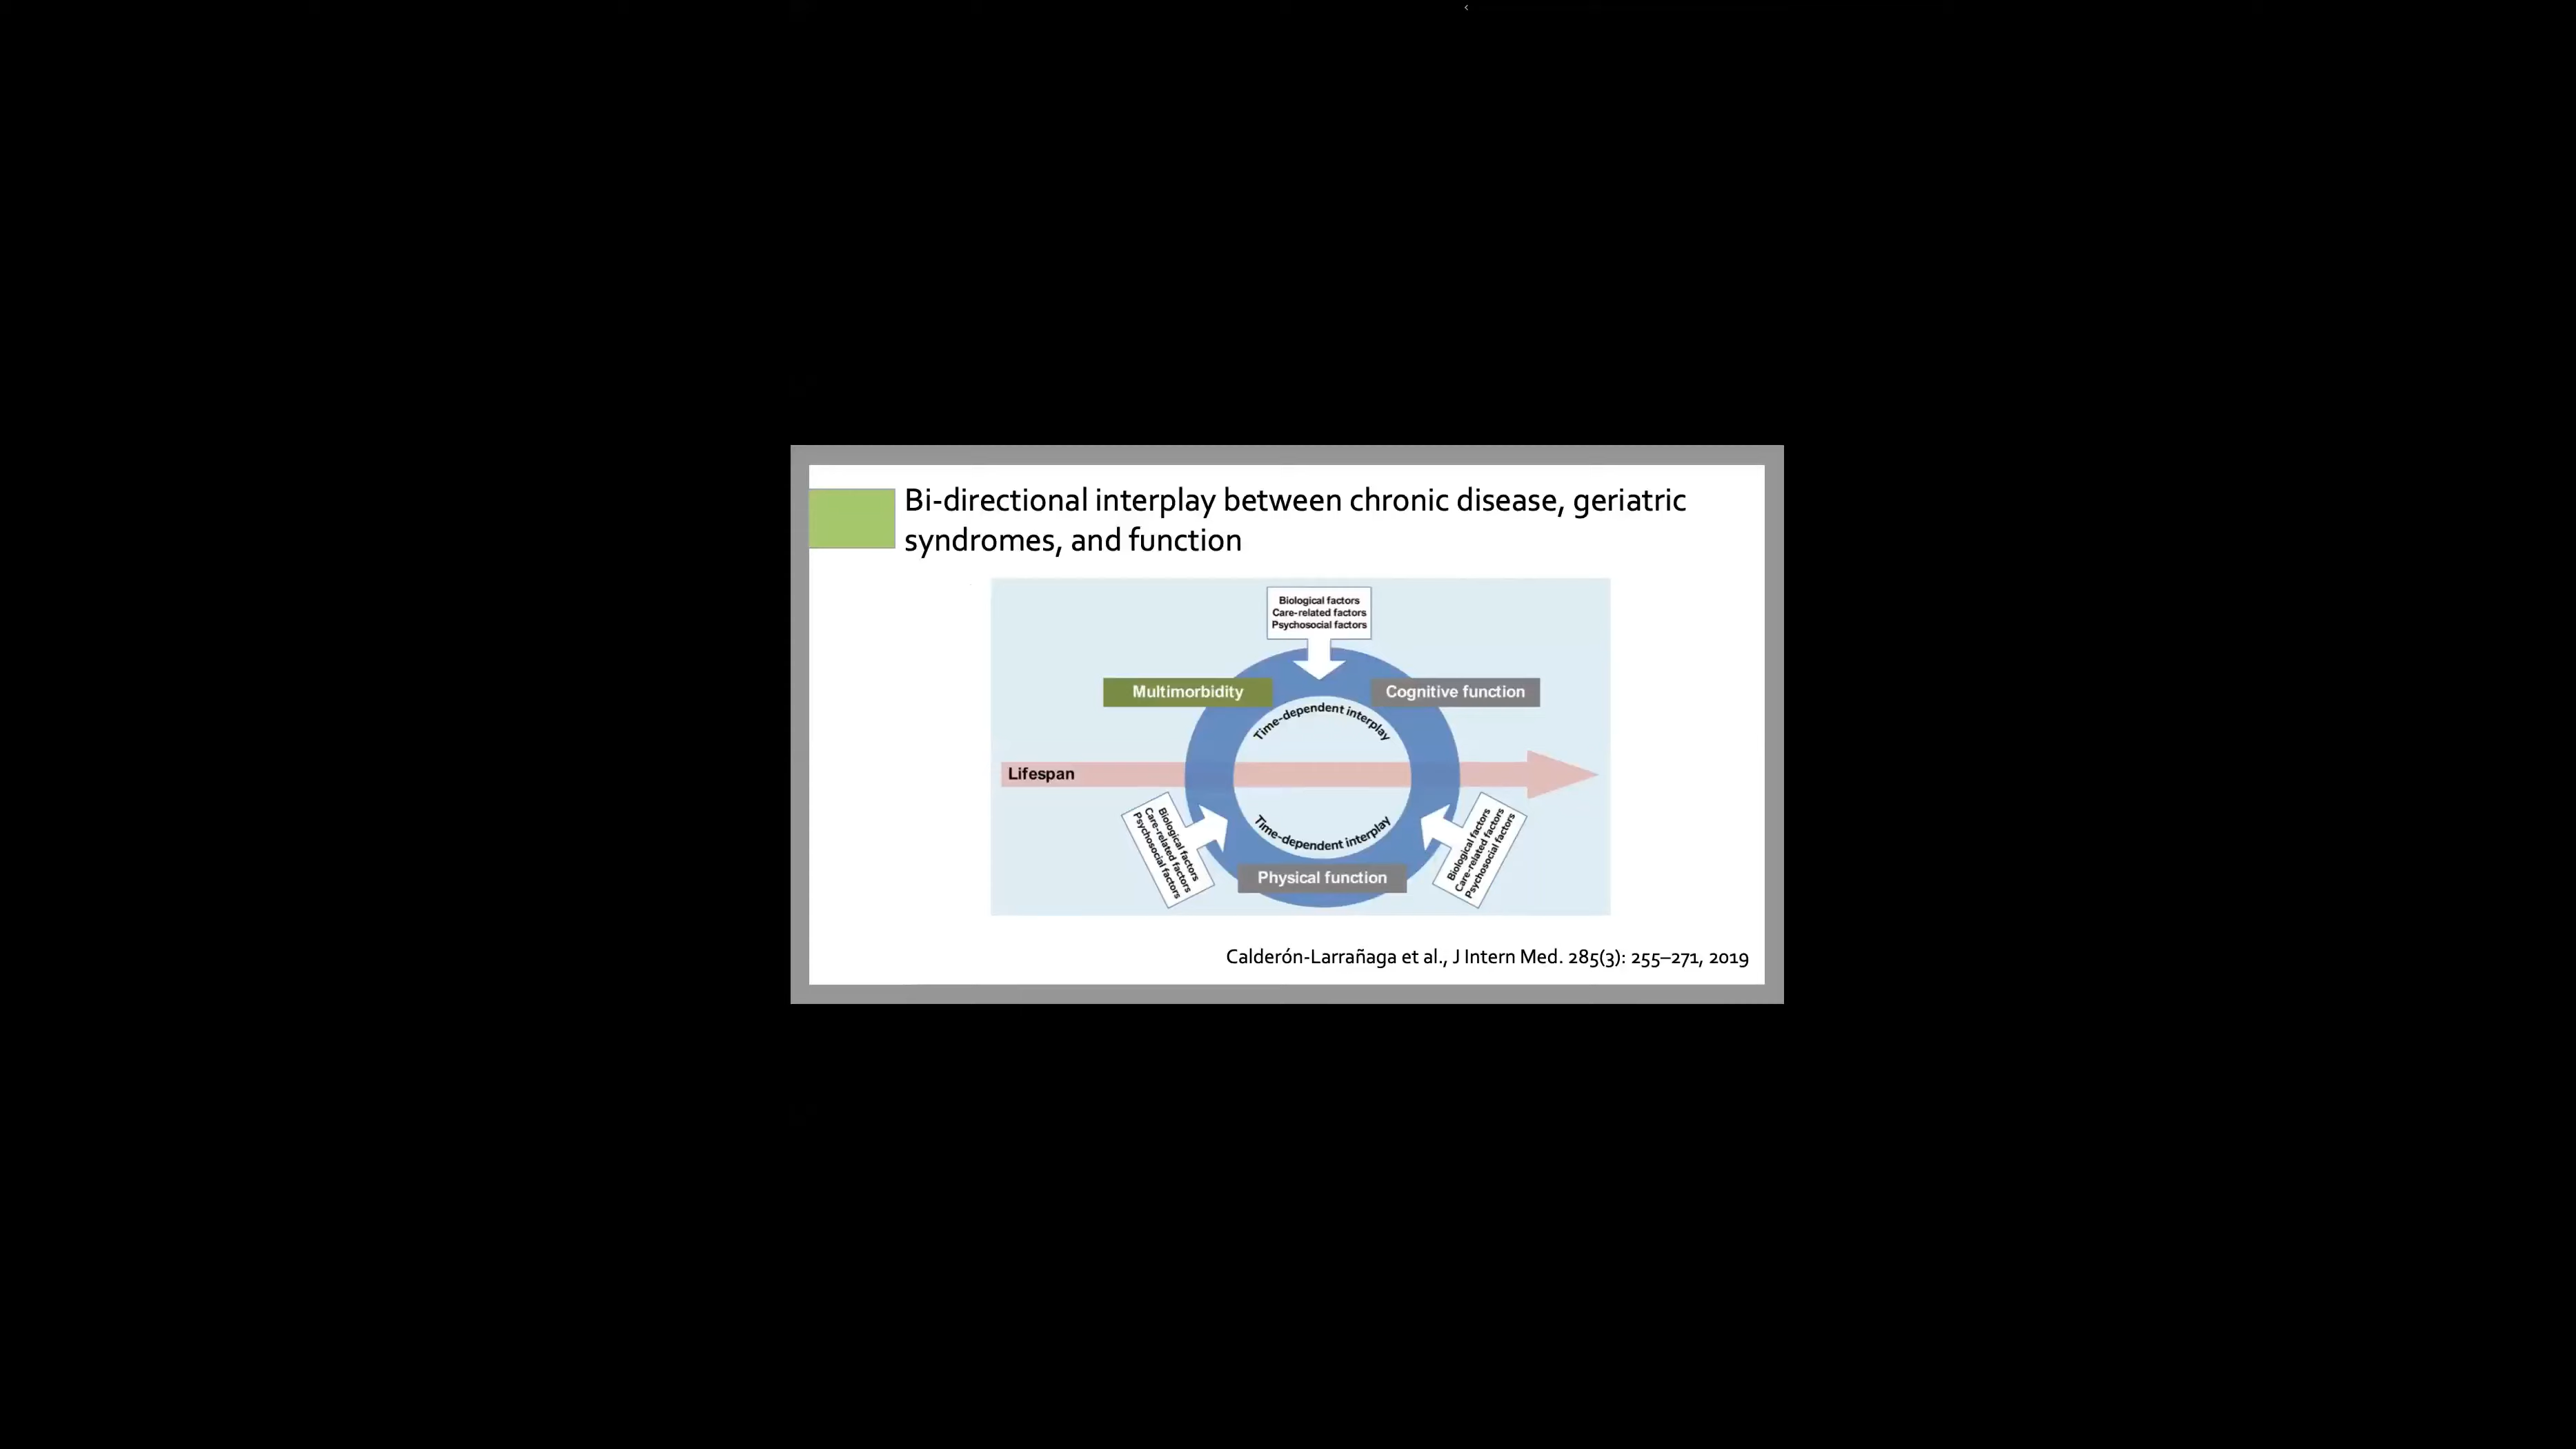 Bi-directional interplay between chronic disease, geriatric
syndromes, and function
Biological factors
Care-related factors
Psychosocial factors
Multimorbidity
Cognitive function
Time-dependent interplay
Lifespan
Biological factors
Care-related factors
Psychosocial factors
Time-dependent interplay
Biological factors
Care-related factors
Psychosocial factors
Physical function
Calderón-Larrañaga et al., J Intern Med. 285(3): 255–271, 2019